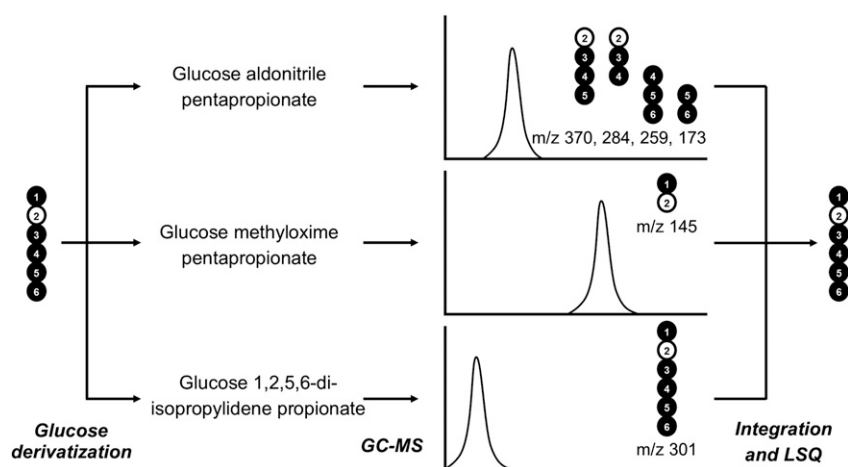 Glucose aldonitrile
pentapropionate
2 2
3 3
4 4 4
5 5 5
6 6
m/z 370, 284, 259, 173
1
2
3
4
5
6
Glucose methyloxime
pentapropionate
1
2
m/z 145
1
2
3
4
5
6
Glucose 1,2,5,6-di-
isopropylidene propionate
1
2
3
4
5
6
m/z 301
Glucose
derivatization
GC-MS
Integration
and LSQ